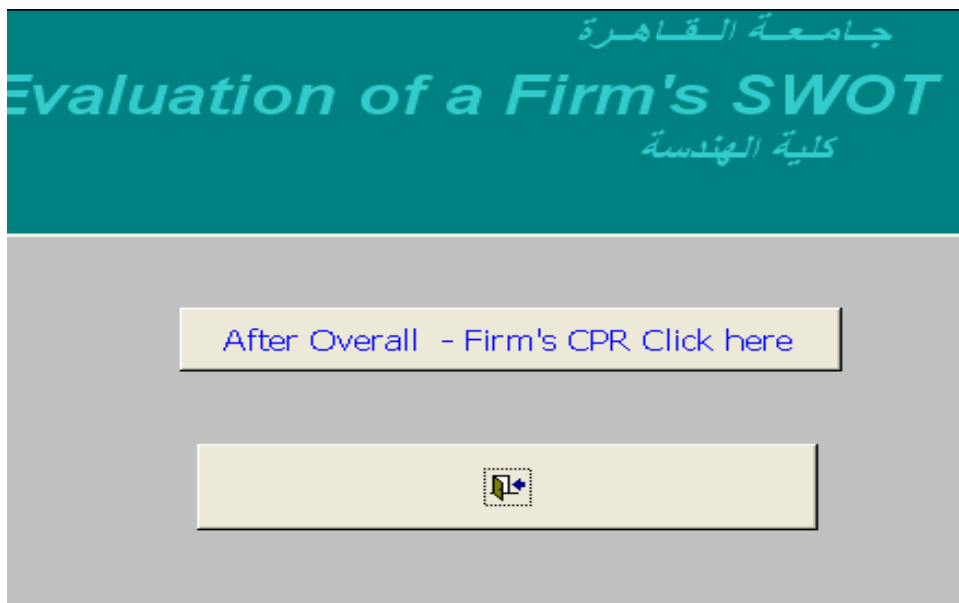 جامعة القاهرة
Evaluation of a Firm's SWOT
كلية الهندسة
After Overall - Firm's CPR Click here